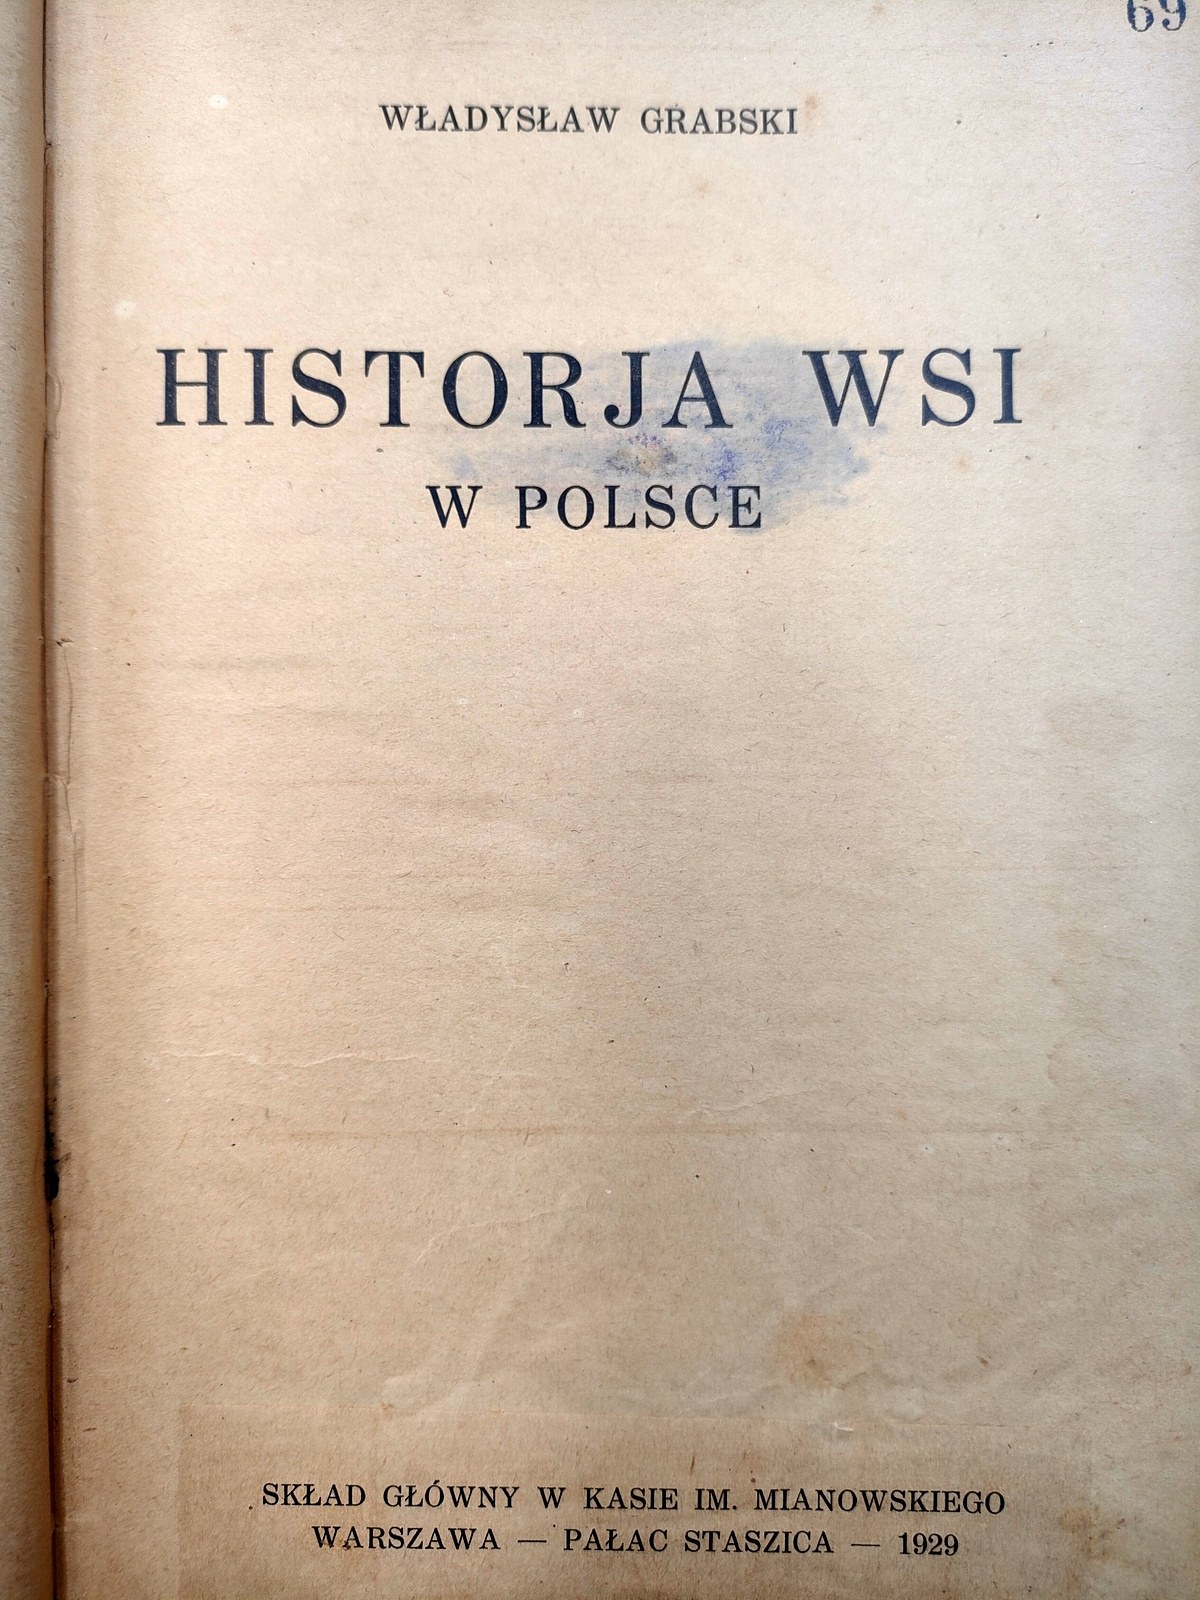 69
WŁADYSŁAW GRABSKI
HISTORJA WSI
W POLSCE
SKŁAD GŁÓWNY W KASIE IM. MIANOWSKIEGO
WARSZAWA — PAŁAC STASZICA — 1929